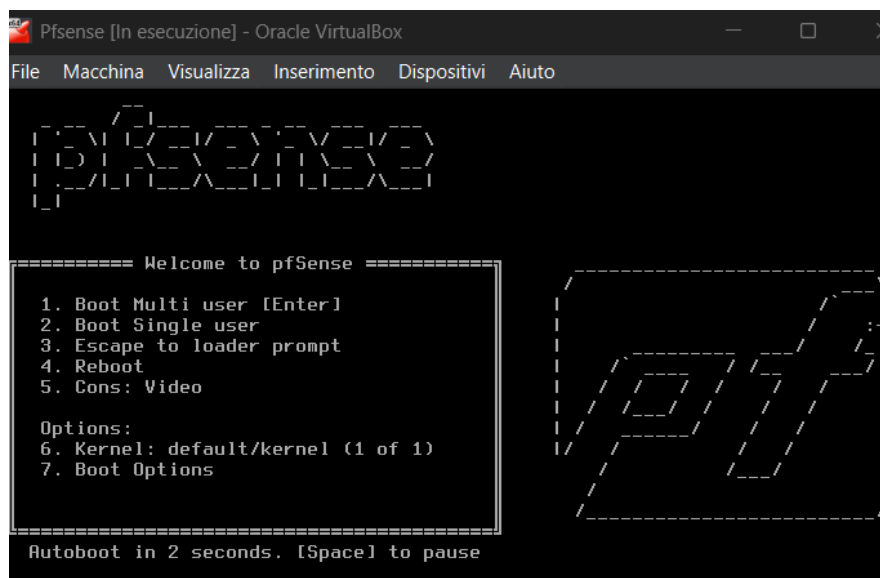 Pfsense [In esecuzione] - Oracle VirtualBox
File Macchina Visualizza Inserimento Dispositivi Aiuto
pfsense
Welcome to pfSense
1. Boot Multi user [Enter]
2. Boot Single user
3. Escape to loader prompt
4. Reboot
5. Cons: Video
Options:
6. Kernel: default/kernel (1 of 1)
7. Boot Options
pf
Autoboot in 2 seconds. [Space] to pause